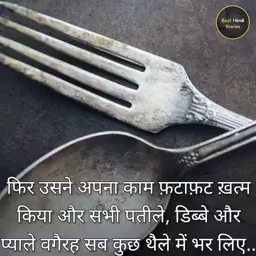 Best Hindi
Stories
फिर उसने अपना काम फ़टाफ़ट ख़त्म
किया और सभी पतीले, डिब्बे और
प्याले वगैरह सब कुछ थैले में भर लिए..